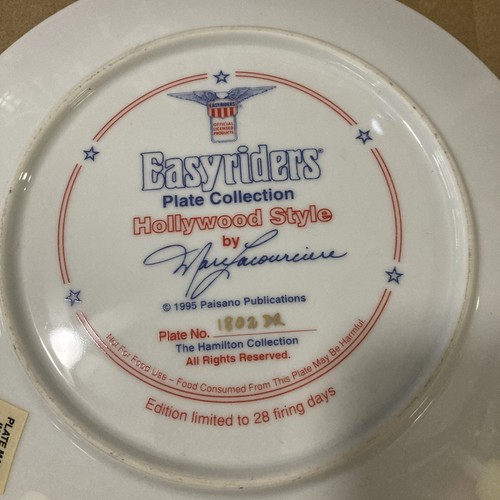 EASYRIDERS
OFFICIAL
LICENSED
PRODUCTS
Easyriders®
Plate Collection
Hollywood Style
by
Marc Lacourciere
© 1995 Paisano Publications
Plate No. 1802 DA
The Hamilton Collection
All Rights Reserved.
Not For Food Use – Food Consumed From This Plate May Be Harmful.
Edition limited to 28 firing days